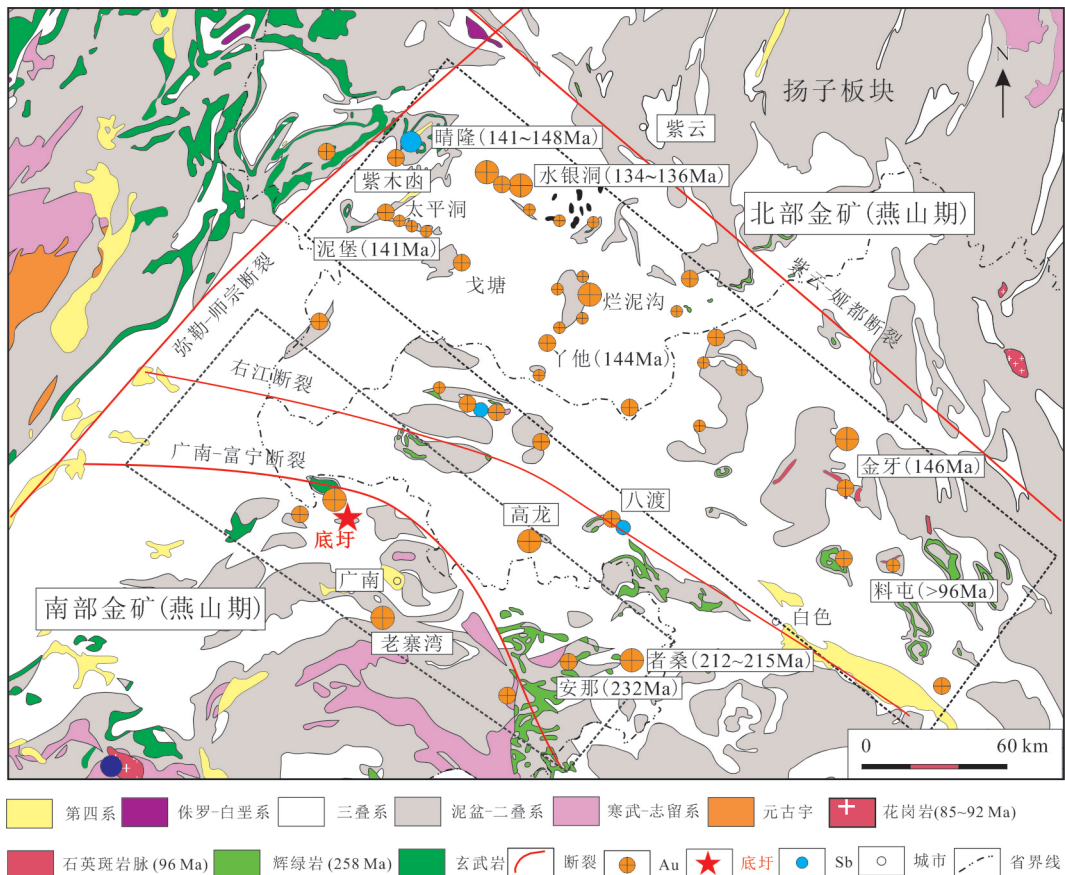 扬子板块
N
紫云
晴隆(141~148Ma)
紫木凼
水银洞(134~136Ma)
太平洞
北部金矿(燕山期)
泥堡(141Ma)
戈塘
弥勒-师宗断裂
紫云-娅都断裂
烂泥沟
丫他(144Ma)
右江断裂
广南-富宁断裂
金牙(146Ma)
八渡
高龙
底圩
广南
料屯(>96Ma)
南部金矿(燕山期)
白色
老寨湾
者桑(212~215Ma)
安那(232Ma)
0 60 km
第四系 侏罗-白垩系 三叠系 泥盆-二叠系 寒武-志留系 元古宇 花岗岩(85~92 Ma)
石英斑岩脉(96 Ma) 辉绿岩(258 Ma) 玄武岩 断裂 Au 底圩 Sb 城市 省界线